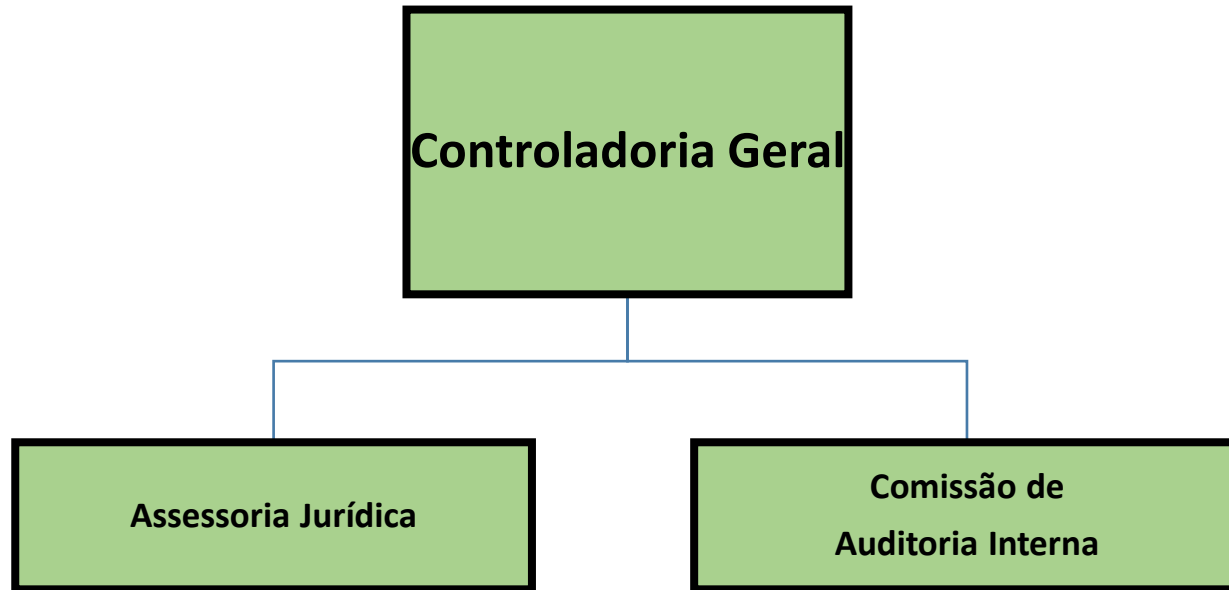 Controladoria Geral
Assessoria Jurídica
Comissão de
Auditoria Interna